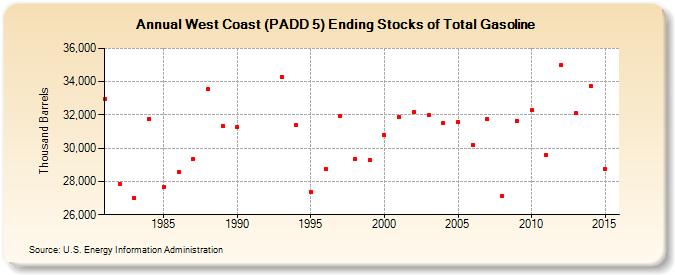 Annual West Coast (PADD 5) Ending Stocks of Total Gasoline
Thousand Barrels
36,000
34,000
32,000
30,000
28,000
26,000
1985 1990 1995 2000 2005 2010 2015
Source: U.S. Energy Information Administration